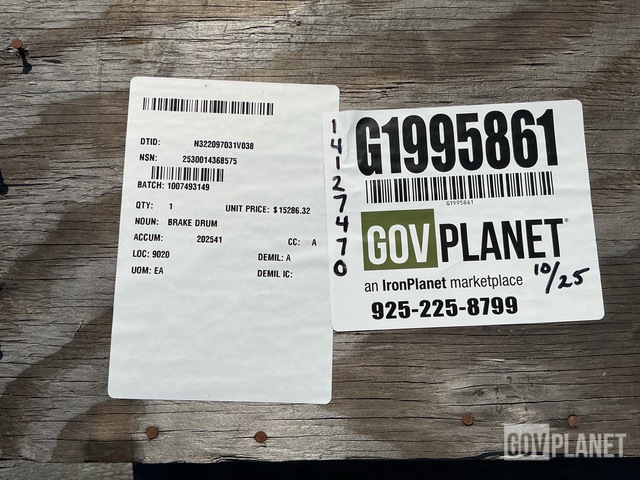 DTID: N322097031V038
NSN: 2530014368575
BATCH: 1007493149
QTY: 1 UNIT PRICE: $15286.32
NOUN: BRAKE DRUM
ACCUM: 202541 CC: A
LOC: 9020 DEMIL: A
UOM: EA DEMIL IC:
14127470
G1995861
G1995861
GOV PLANET®
an IronPlanet marketplace
10/25
925-225-8799
GOVPLANET